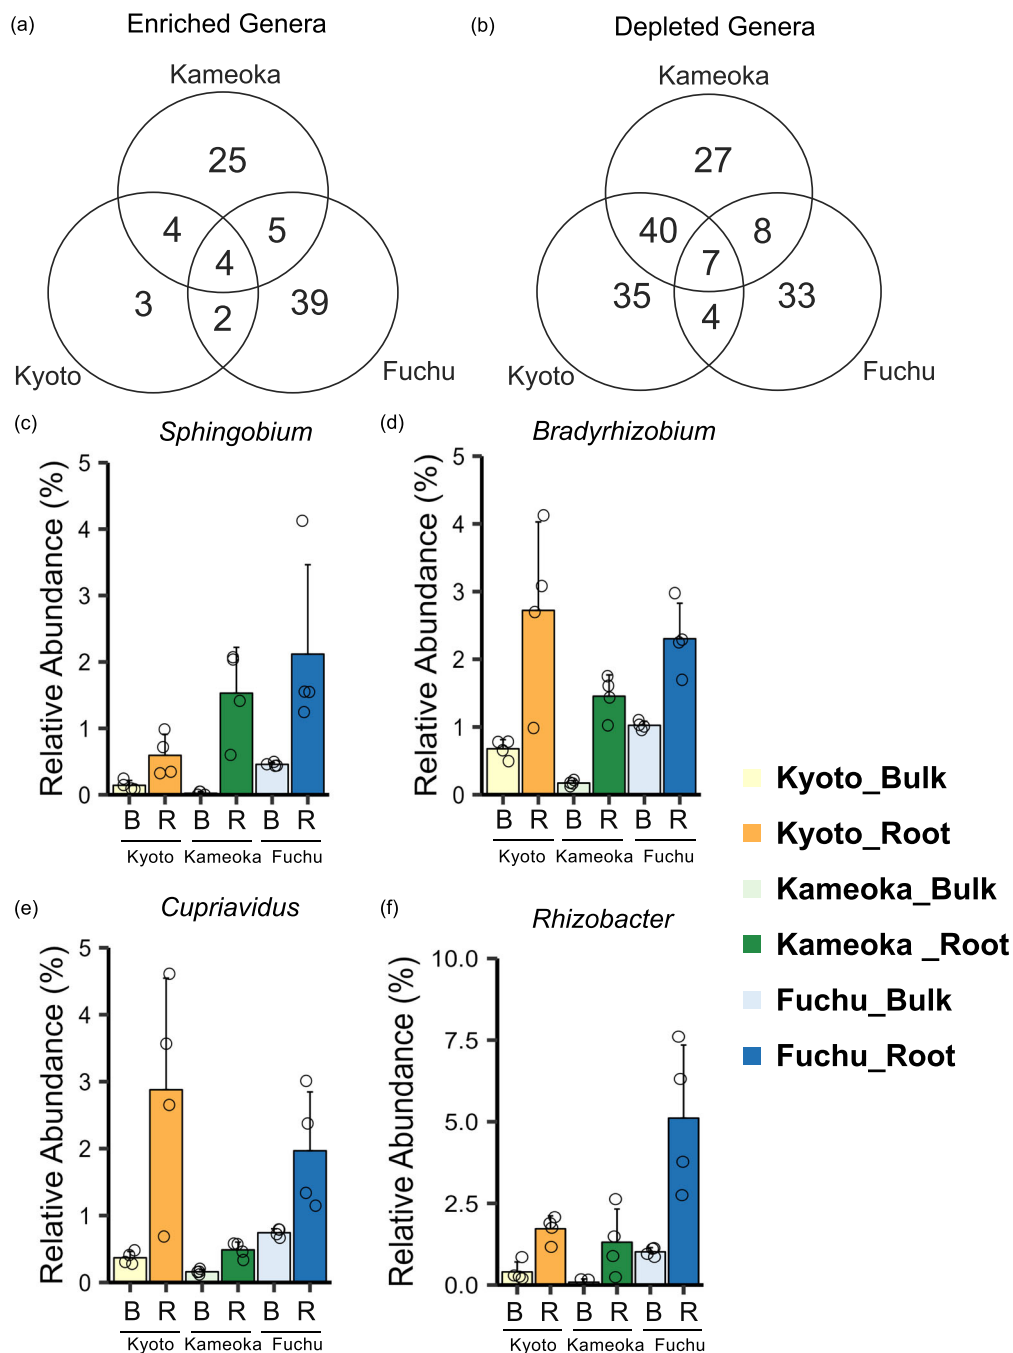 (a) Enriched Genera
Kameoka
25
4 5
4
3 2 39
Kyoto Fuchu
(b) Depleted Genera
Kameoka
27
40 8
7
35 4 33
Kyoto Fuchu
(c) Sphingobium
Relative Abundance (%)
5
4
3
2
1
0
B R B R B R
Kyoto Kameoka Fuchu
(d) Bradyrhizobium
Relative Abundance (%)
5
4
3
2
1
0
B R B R B R
Kyoto Kameoka Fuchu
(e) Cupriavidus
Relative Abundance (%)
5
4
3
2
1
0
B R B R B R
Kyoto Kameoka Fuchu
(f) Rhizobacter
Relative Abundance (%)
10.0
7.5
5.0
2.5
0.0
B R B R B R
Kyoto Kameoka Fuchu
Kyoto_Bulk
Kyoto_Root
Kameoka_Bulk
Kameoka _Root
Fuchu_Bulk
Fuchu_Root